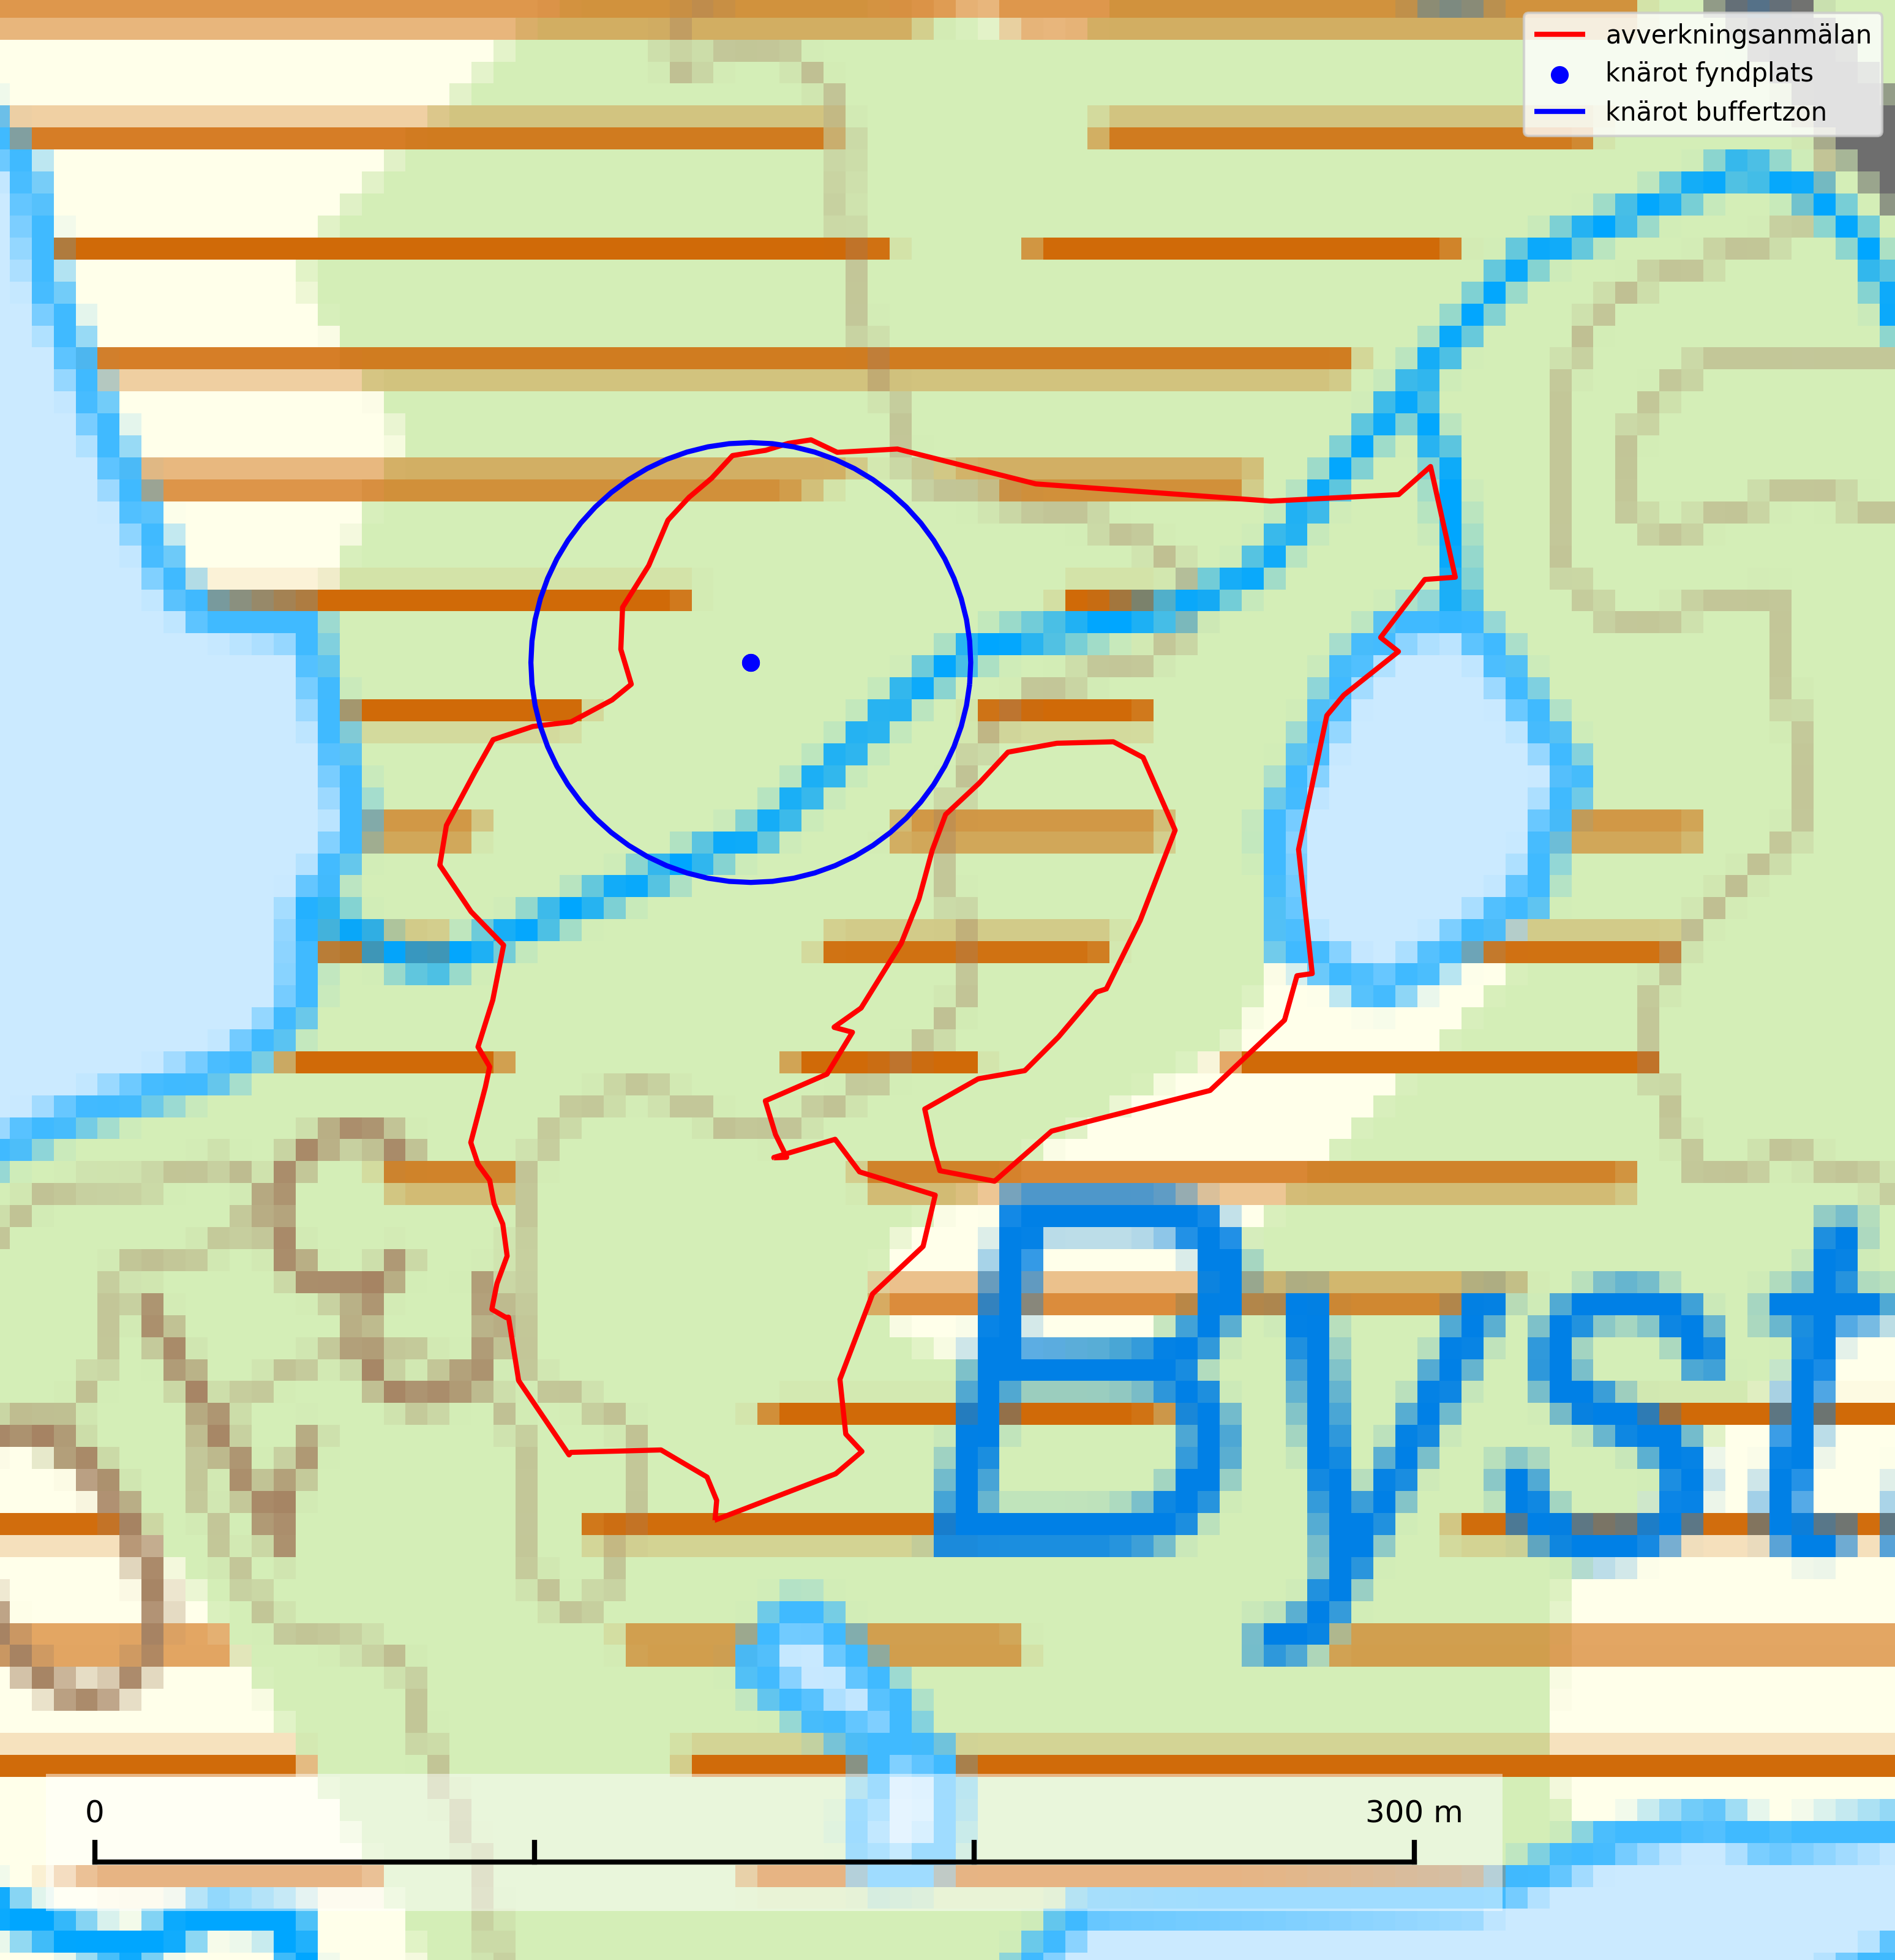 avverkningsanmälan
knärot fyndplats
knärot buffertzon
Byst
0 300 m